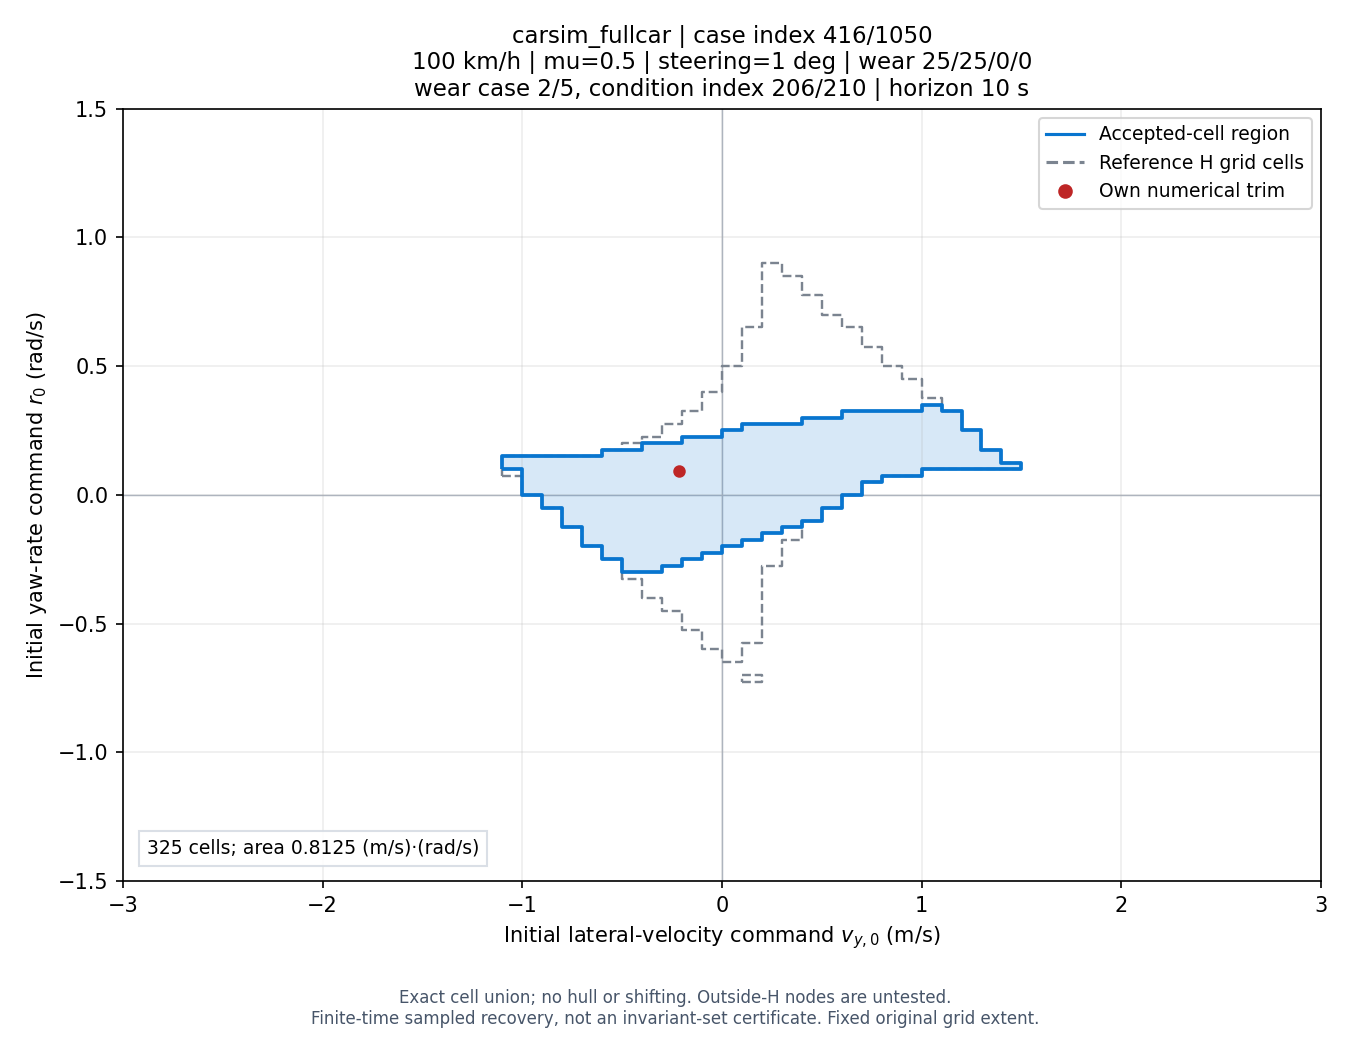 carsim_fullcar | case index 416/1050
100 km/h | mu=0.5 | steering=1 deg | wear 25/25/0/0
wear case 2/5, condition index 206/210 | horizon 10 s
Accepted-cell region
Reference H grid cells
Own numerical trim
1.5
1.0
0.5
0.0
−0.5
−1.0
−1.5
Initial yaw-rate command r₀ (rad/s)
325 cells; area 0.8125 (m/s)·(rad/s)
−3
−2
−1
0
1
2
3
Initial lateral-velocity command v_{y,0} (m/s)
Exact cell union; no hull or shifting. Outside-H nodes are untested.
Finite-time sampled recovery, not an invariant-set certificate. Fixed original grid extent.